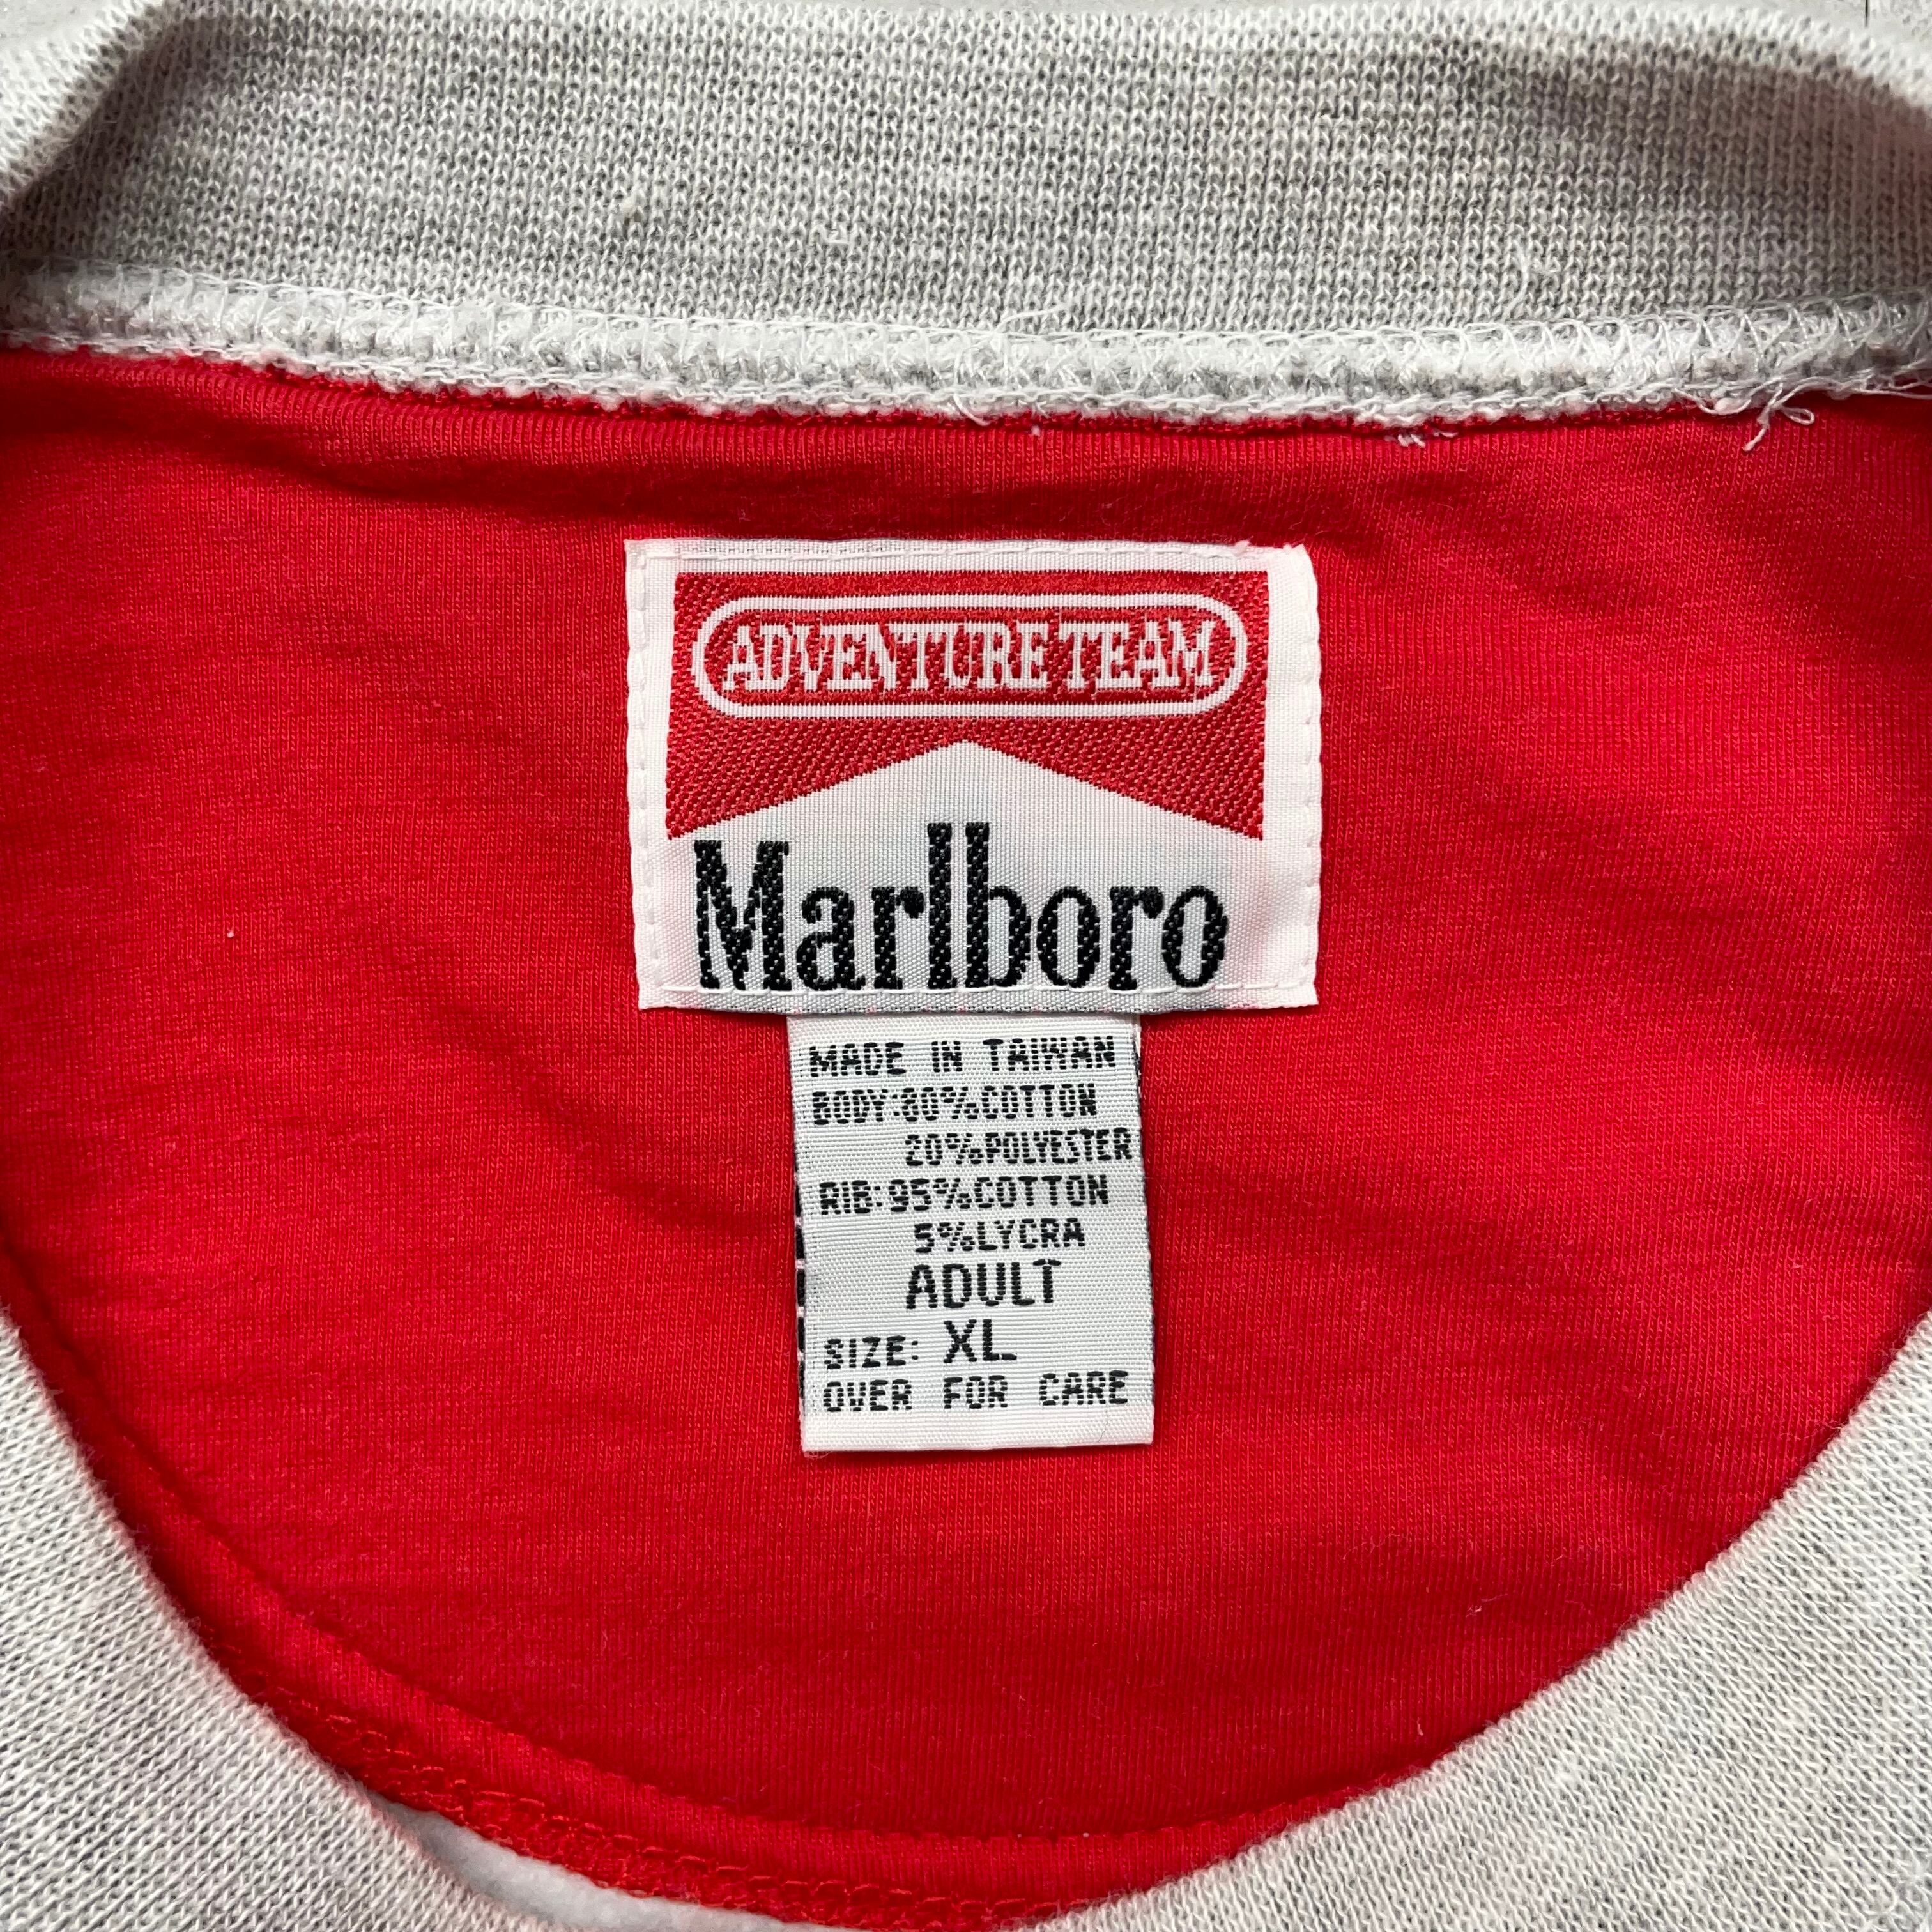 ADVENTURE TEAM
Marlboro
MADE IN TAIWAN
BODY:80%COTTON
20%POLYESTER
RIB:95%COTTON
5%LYCRA
ADULT
SIZE: XL
OVER FOR CARE